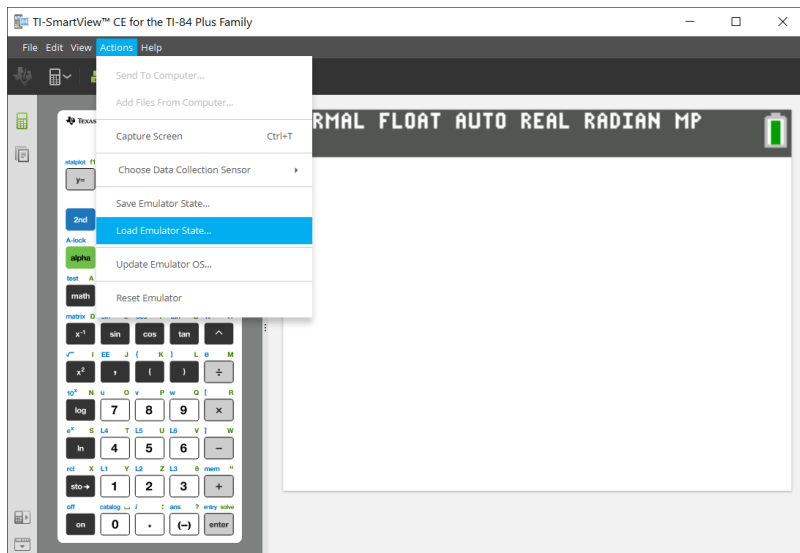 TI-SmartView™ CE for the TI-84 Plus Family
File Edit View Actions Help
Send To Computer...
Add Files From Computer...
Capture Screen Ctrl+T
Choose Data Collection Sensor
Save Emulator State...
Load Emulator State...
Update Emulator OS...
Reset Emulator
RMAL FLOAT AUTO REAL RADIAN MP
TEXAS
statplot f1
y=
2nd
A-lock
alpha
test A
math
matrix D
x⁻¹ sin cos tan ^
√ I EE J { K } L e M
x² , ( ) ÷
10ˣ N u O v P w Q [ R
log 7 8 9 ×
eˣ S L4 T L5 U L6 V ] W
ln 4 5 6 −
rcl X L1 Y L2 Z L3 θ mem "
sto→ 1 2 3 +
off catalog i : ans ? entry solve
on 0 . (−) enter